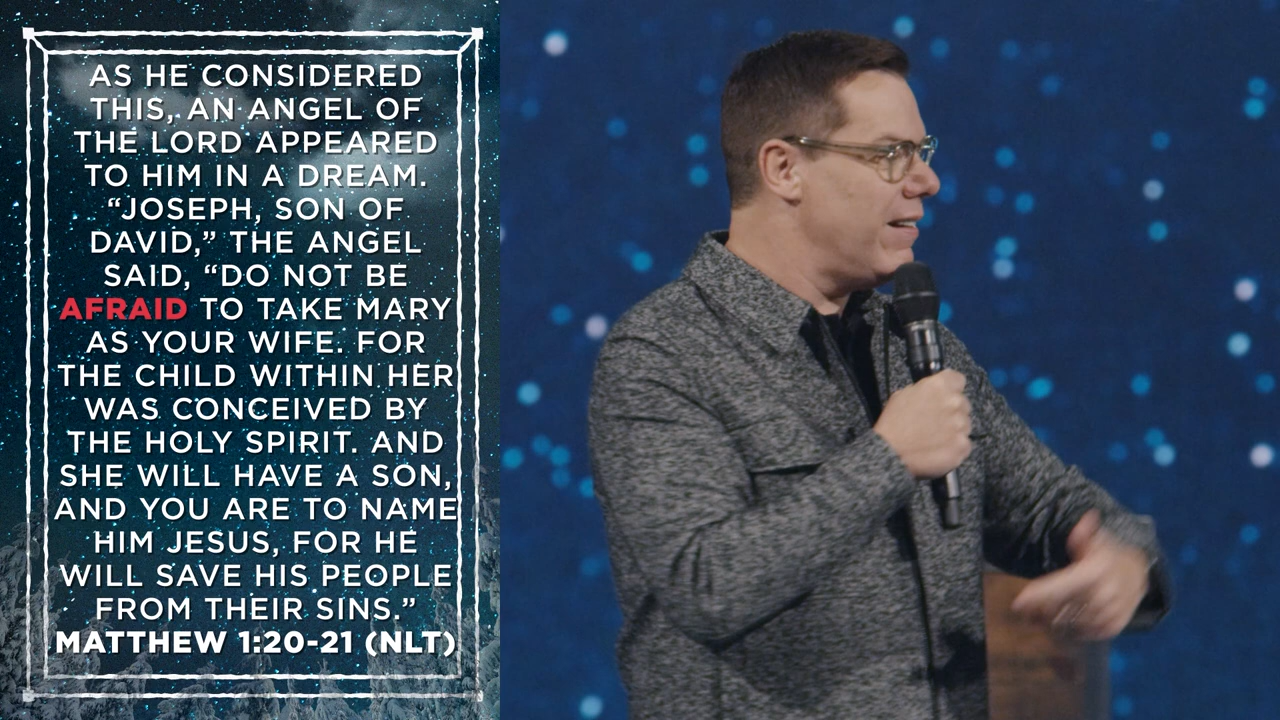 AS HE CONSIDERED
THIS, AN ANGEL OF
THE LORD APPEARED
TO HIM IN A DREAM.
“JOSEPH, SON OF
DAVID,” THE ANGEL
SAID, “DO NOT BE
AFRAID TO TAKE MARY
AS YOUR WIFE. FOR
THE CHILD WITHIN HER
WAS CONCEIVED BY
THE HOLY SPIRIT. AND
SHE WILL HAVE A SON,
AND YOU ARE TO NAME
HIM JESUS, FOR HE
WILL SAVE HIS PEOPLE
FROM THEIR SINS.”
MATTHEW 1:20-21 (NLT)